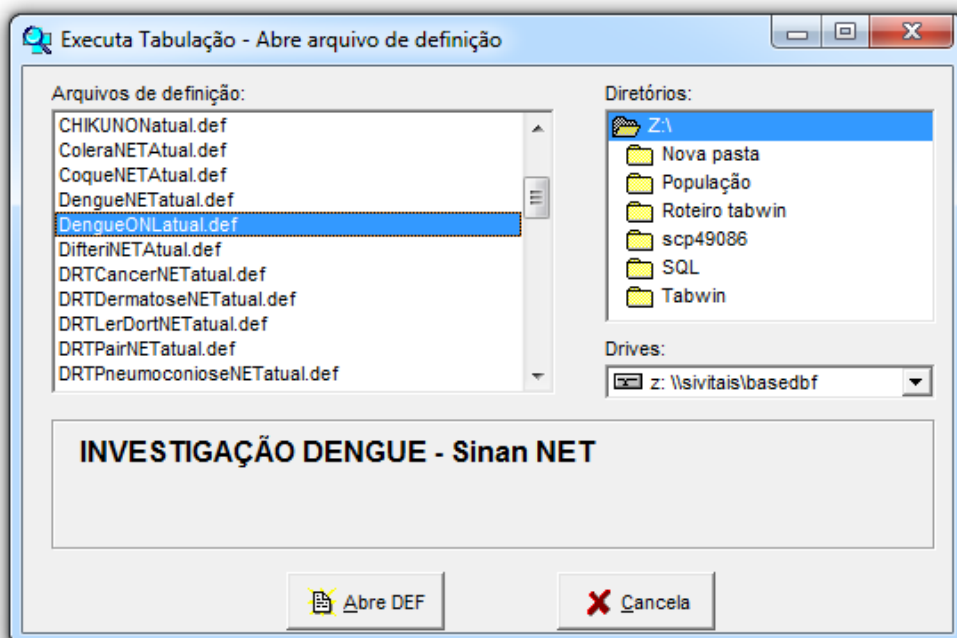 Executa Tabulação - Abre arquivo de definição
Arquivos de definição:
CHIKUNONatual.def
ColeraNETAtual.def
CoqueNETAtual.def
DengueNETatual.def
DengueONLatual.def
DifteriNETAtual.def
DRTCancerNETatual.def
DRTDermatoseNETatual.def
DRTLerDortNETatual.def
DRTPairNETatual.def
DRTPneumoconioseNETatual.def
Diretórios:
Z:\
Nova pasta
População
Roteiro tabwin
scp49086
SQL
Tabwin
Drives:
z: \\sivitais\basedbf
INVESTIGAÇÃO DENGUE - Sinan NET
Abre DEF
Cancela